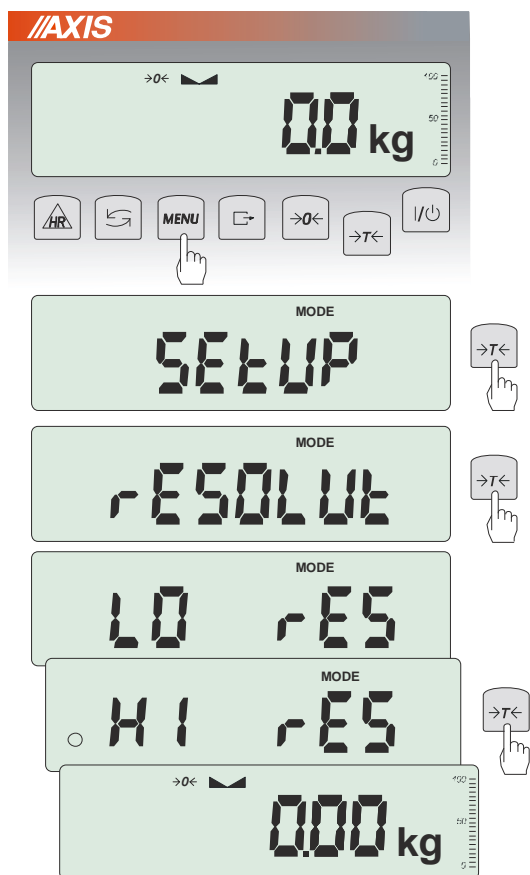 //AXIS
→0← 100
50
0
0.0 kg
HR MENU →0← →T← I/
MODE
SEtUP →T←
MODE
rESOLUt →T←
MODE
LO rES
MODE
HI rES →T←
→0← 100
50
0
0.00 kg